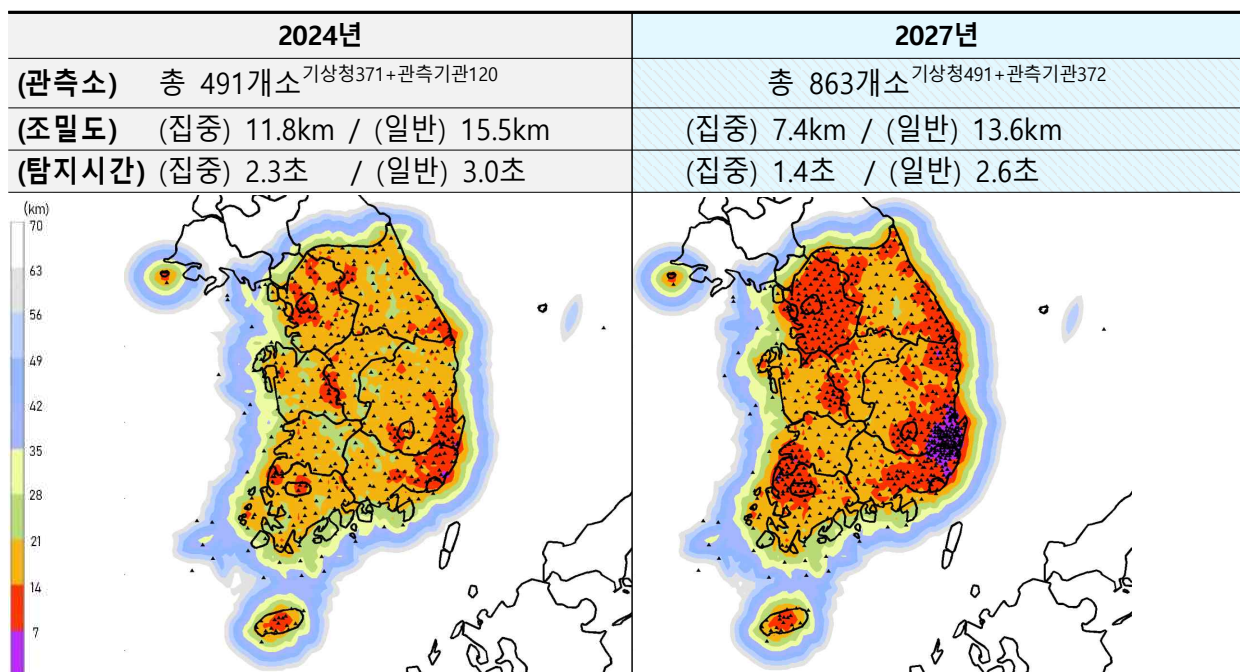 2024년 2027년
(관측소) 총 491개소기상청371+관측기관120 총 863개소기상청491+관측기관372
(조밀도) (집중) 11.8km / (일반) 15.5km (집중) 7.4km / (일반) 13.6km
(탐지시간) (집중) 2.3초 / (일반) 3.0초 (집중) 1.4초 / (일반) 2.6초
(km)
70
63
56
49
42
35
28
21
14
7